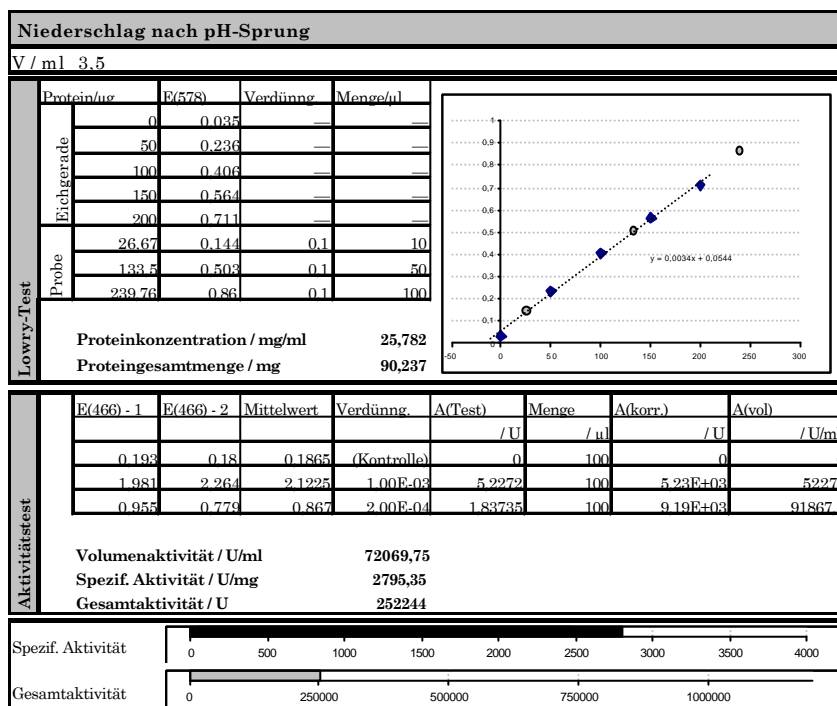 Niederschlag nach pH-Sprung
V / ml 3,5
Lowry-Test
Protein/µg E(578) Verdünng. Menge/µl
Eichgerade
0 0,035 — —
50 0,236 — —
100 0,406 — —
150 0,564 — —
200 0,711 — —
Probe
26,67 0,144 0,1 10
133,5 0,503 0,1 50
239,76 0,86 0,1 100
Proteinkonzentration / mg/ml 25,782
Proteingesamtmenge / mg 90,237
1
0,9
0,8
0,7
0,6
0,5
0,4
0,3
0,2
0,1
0
-50 0 50 100 150 200 250 300
y = 0,0034x + 0,0544
Aktivitätstest
E(466) - 1 E(466) - 2 Mittelwert Verdünng. A(Test) Menge A(korr.) A(vol)
/ U / µl / U / U/m
0,193 0,18 0,1865 (Kontrolle) 0 100 0
1,981 2,264 2,1225 1,00E-03 5,2272 100 5,23E+03 5227
0,955 0,779 0,867 2,00E-04 1,83735 100 9,19E+03 91867,
Volumenaktivität / U/ml 72069,75
Spezif. Aktivität / U/mg 2795,35
Gesamtaktivität / U 252244
Spezif. Aktivität
0 500 1000 1500 2000 2500 3000 3500 4000
Gesamtaktivität
0 250000 500000 750000 1000000